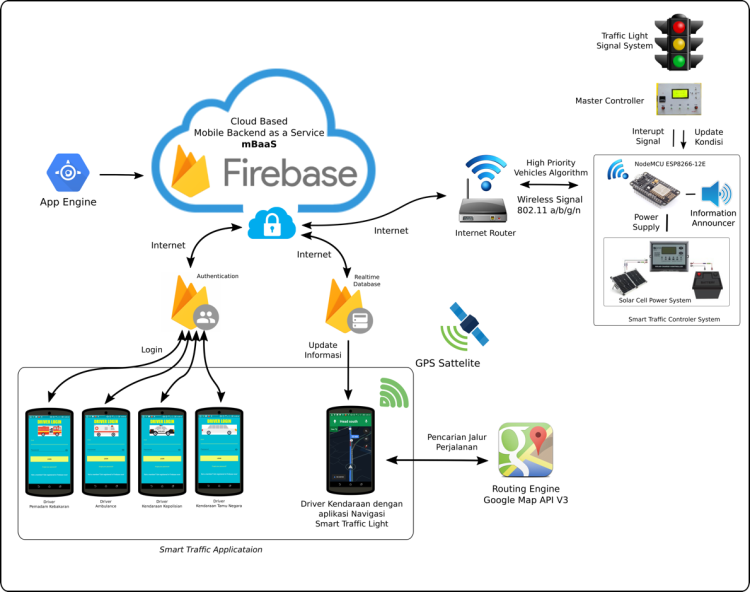 Traffic Light
Signal System
Master Controller
Interupt
Signal
Update
Kondisi
Cloud Based
Mobile Backend as a Service
mBaaS
Firebase
App Engine
High Priority
Vehicles Algorithm
Wireless Signal
802.11 a/b/g/n
Internet Router
NodeMCU ESP8266-12E
Power
Supply
Information
Announcer
Solar Cell Power System
Smart Traffic Controler System
Internet
Internet
Internet
Authentication
Realtime
Database
Login
Update
Informasi
GPS Sattelite
DRIVER LOGIN
DRIVER LOGIN
DRIVER LOGIN
DRIVER LOGIN
Head south
Driver
Pemadam Kebakaran
Driver
Ambulance
Driver
Kendaraan Kepolisian
Driver
Kendaraan Tamu Negara
Driver Kendaraan dengan
aplikasi Navigasi
Smart Traffic Light
Pencarian Jalur
Perjalanan
Routing Engine
Google Map API V3
Smart Traffic Applicataion